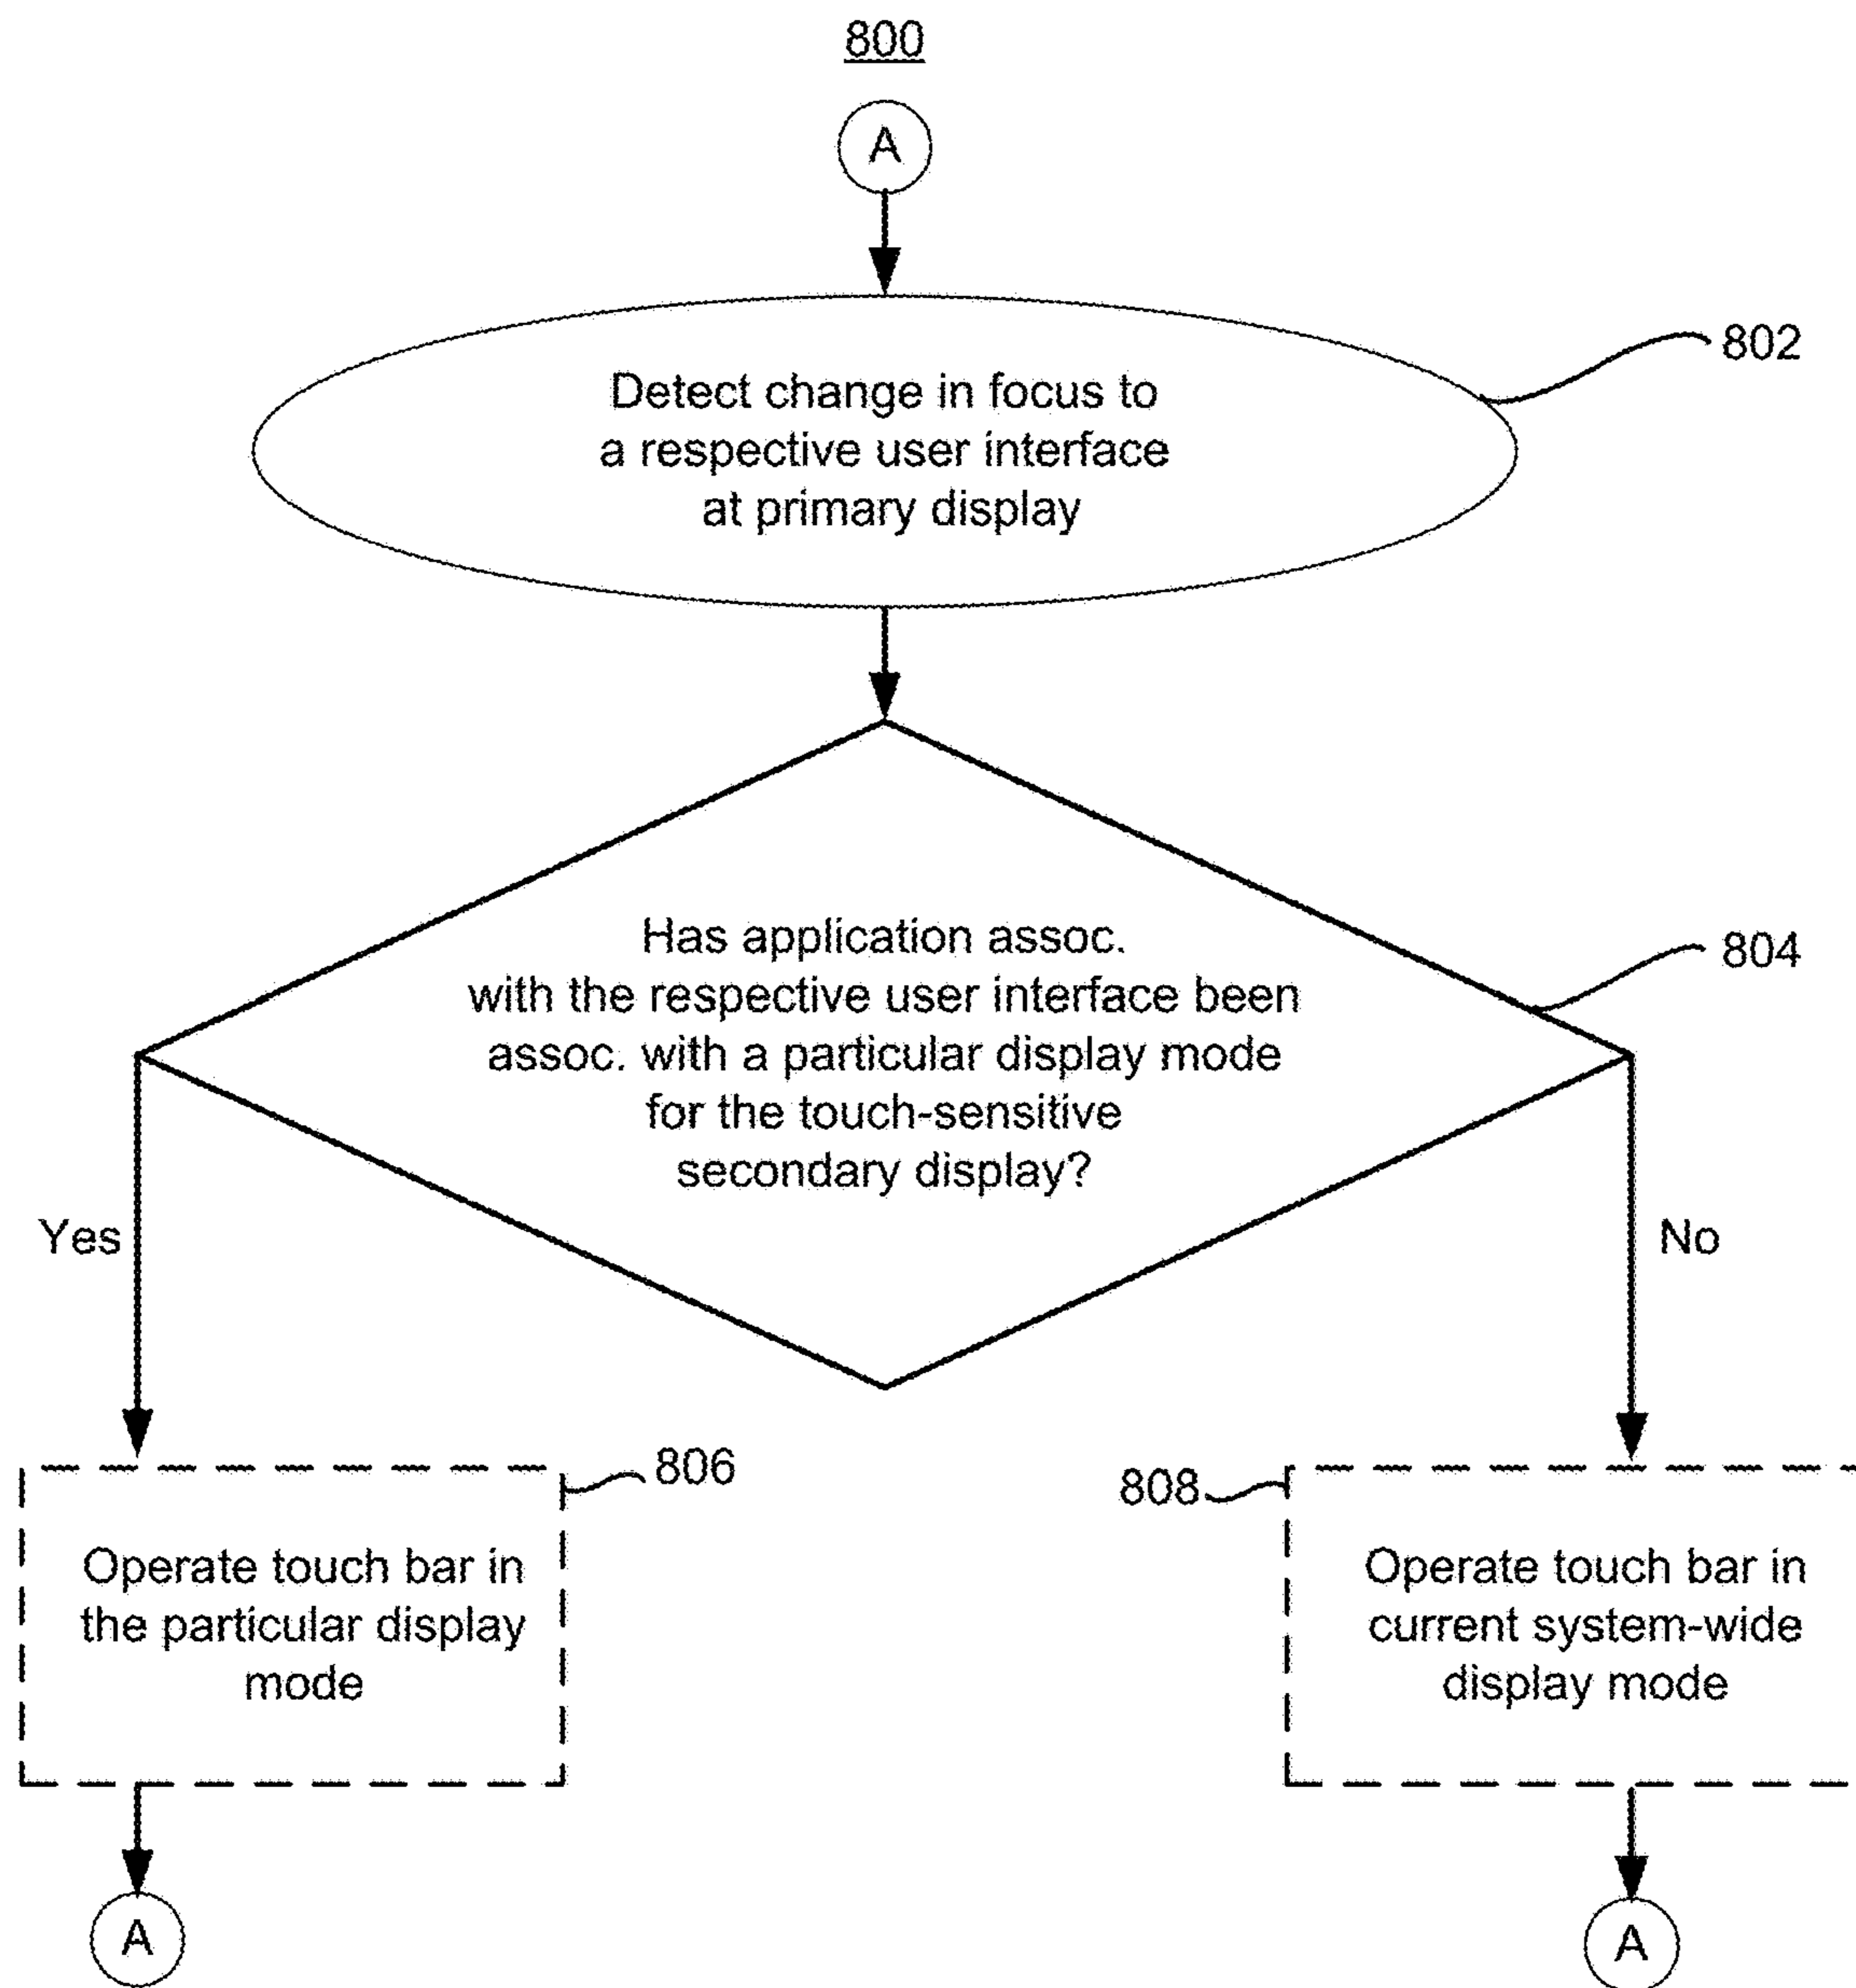 800
A
Detect change in focus to
a respective user interface
at primary display
802
Has application assoc.
with the respective user interface been
assoc. with a particular display mode
for the touch-sensitive
secondary display?
804
Yes
No
806
808
Operate touch bar in
the particular display
mode
Operate touch bar in
current system-wide
display mode
A
A